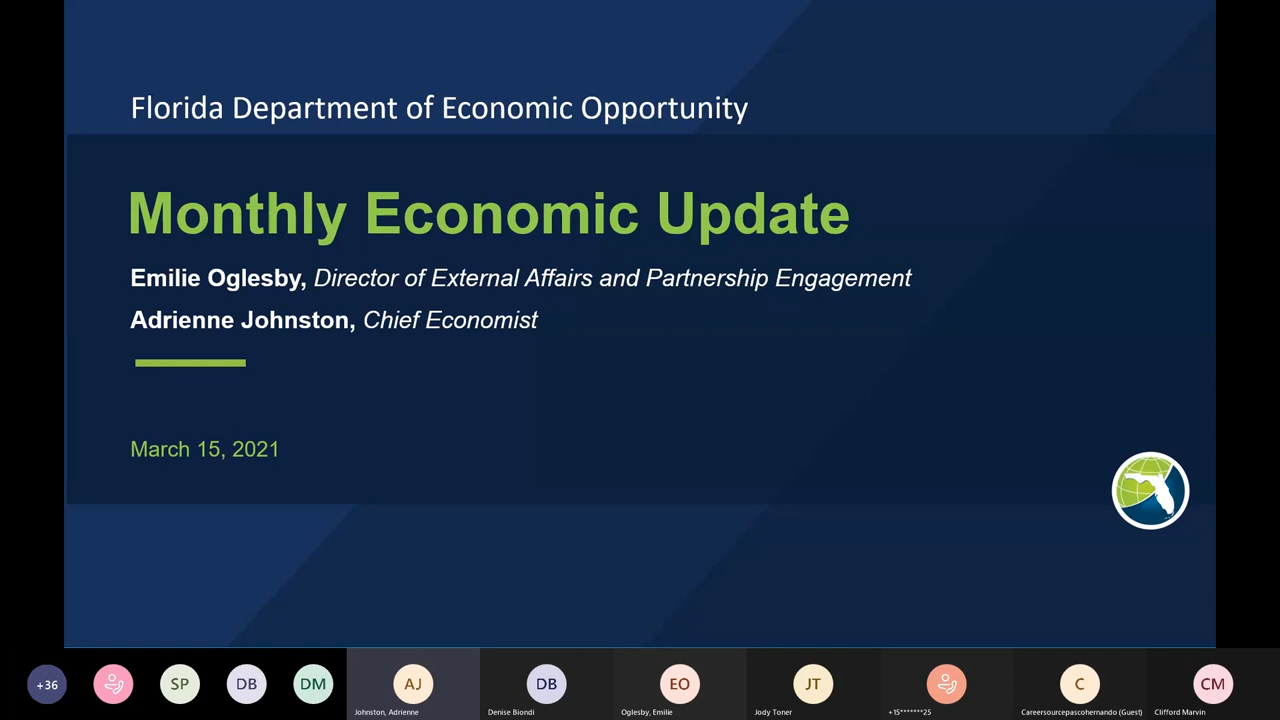 Florida Department of Economic Opportunity
Monthly Economic Update
Emilie Oglesby, Director of External Affairs and Partnership Engagement
Adrienne Johnston, Chief Economist
March 15, 2021
+36
SP
DB
DM
AJ
DB
EO
JT
C
CM
Johnston, Adrienne
Denise Biondi
Oglesby, Emilie
Jody Toner
+15*******25
Careersourcepascohernando (Guest)
Clifford Marvin